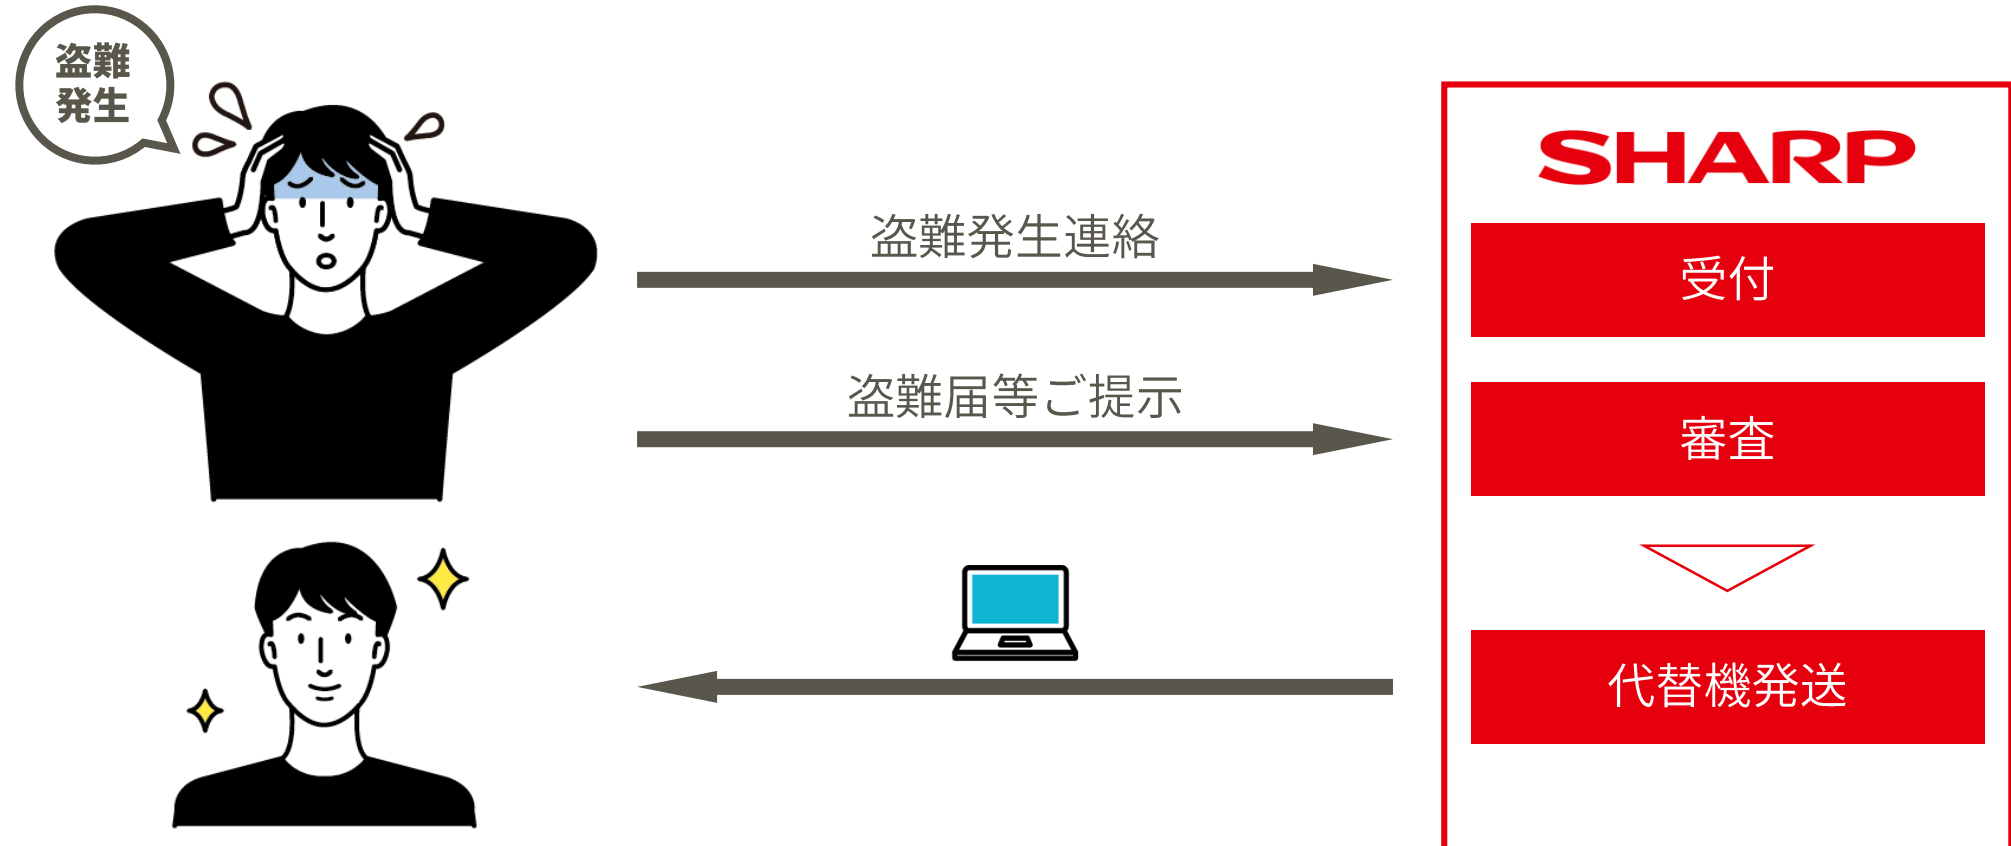 盗難
発生
SHARP
盗難発生連絡
受付
盗難届等ご提示
審査
代替機発送